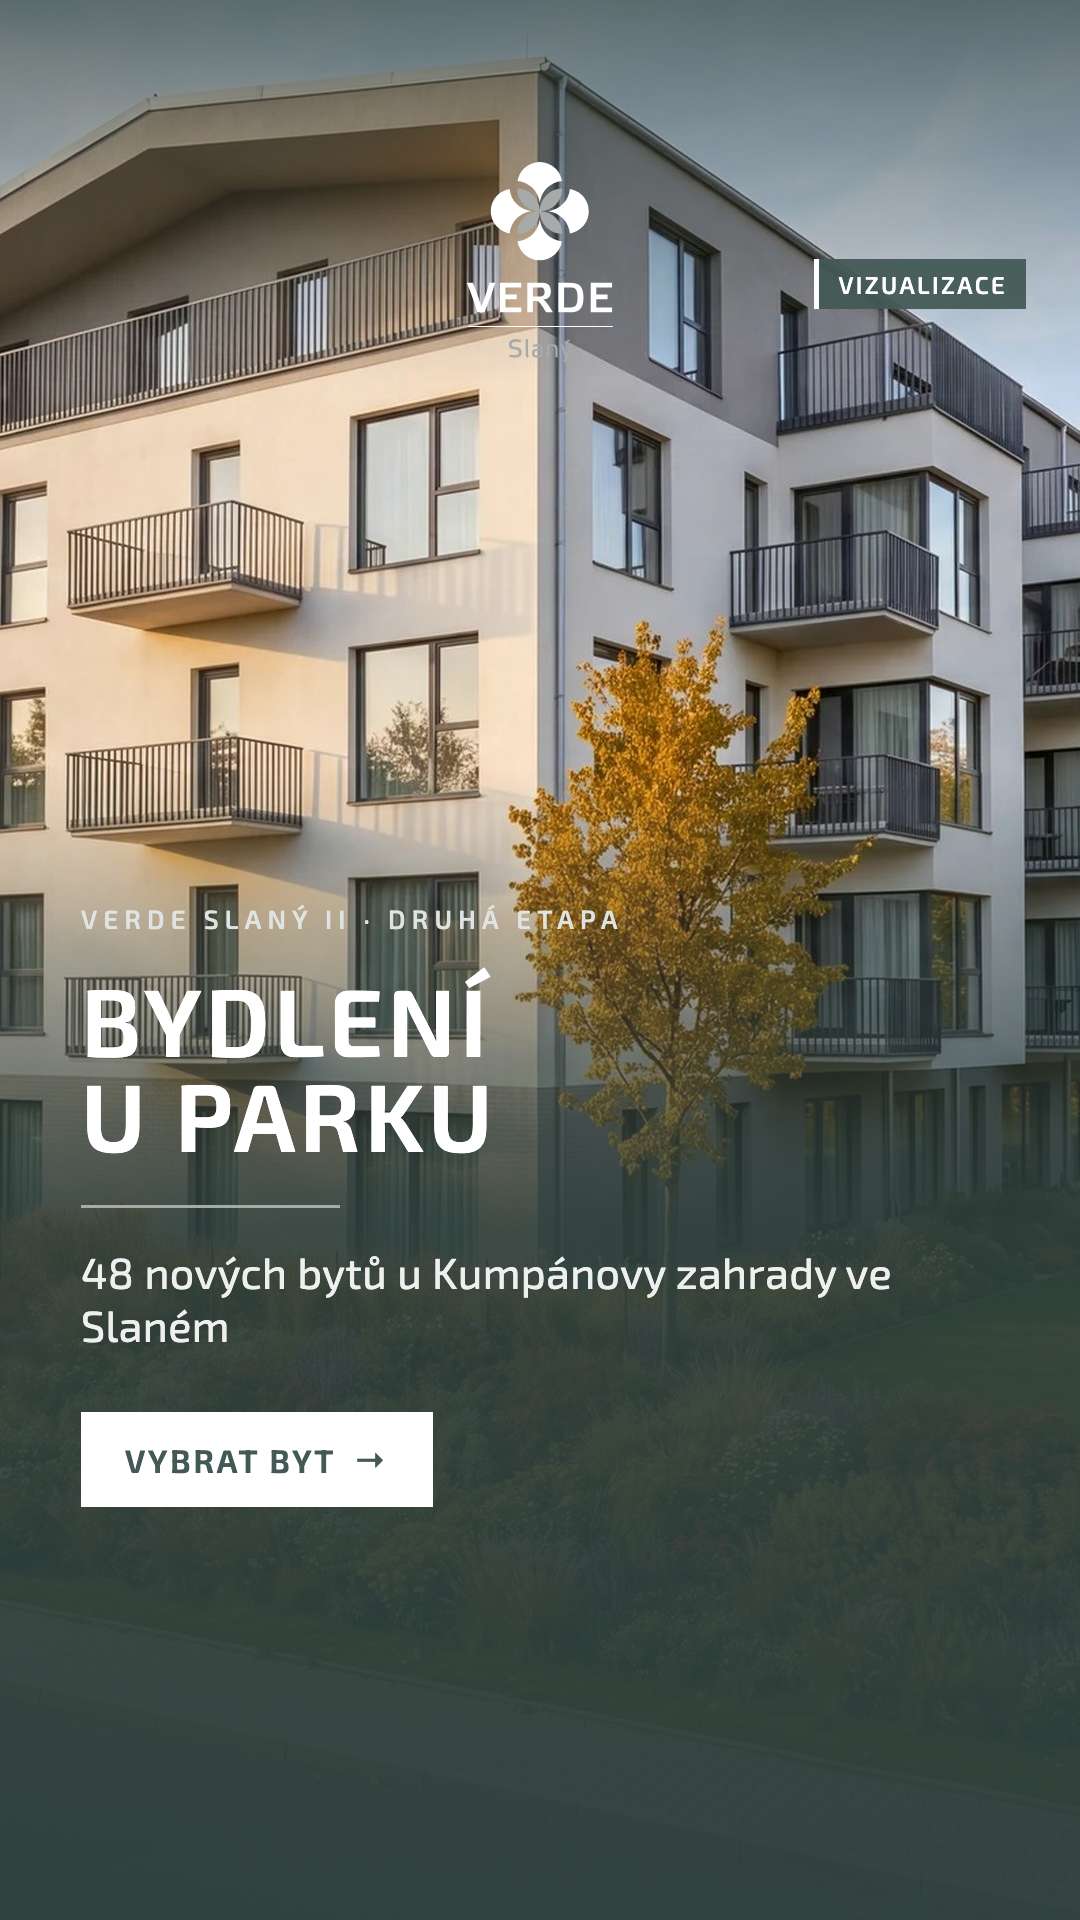 VERDE
Slaný
VIZUALIZACE
VERDE SLANÝ II · DRUHÁ ETAPA
BYDLENÍ
U PARKU
48 nových bytů u Kumpánovy zahrady ve
Slaném
VYBRAT BYT →